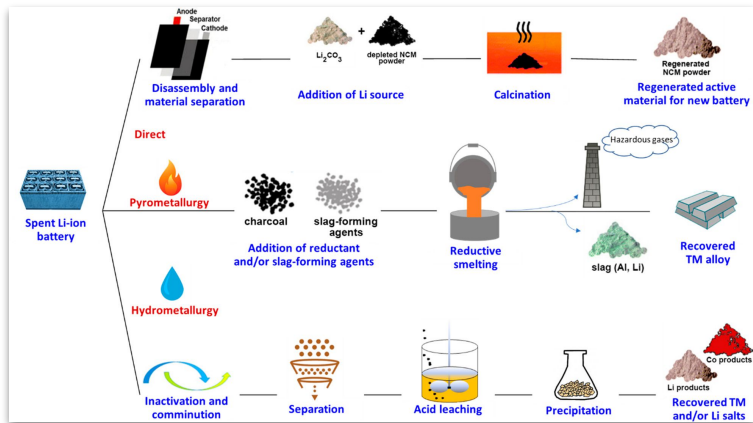 Anode
Separator
Cathode
Disassembly and
material separation
+
Li2CO3
depleted NCM
powder
Addition of Li source
Calcination
Regenerated
NCM powder
Regenerated active
material for new battery
Direct
Spent Li-ion
battery
Pyrometallurgy
charcoal
slag-forming
agents
Addition of reductant
and/or slag-forming agents
Reductive
smelting
Hazardous gases
slag (Al, Li)
Recovered
TM alloy
Hydrometallurgy
Inactivation and
comminution
Separation
Acid leaching
Precipitation
Co products
Li products
Recovered TM
and/or Li salts